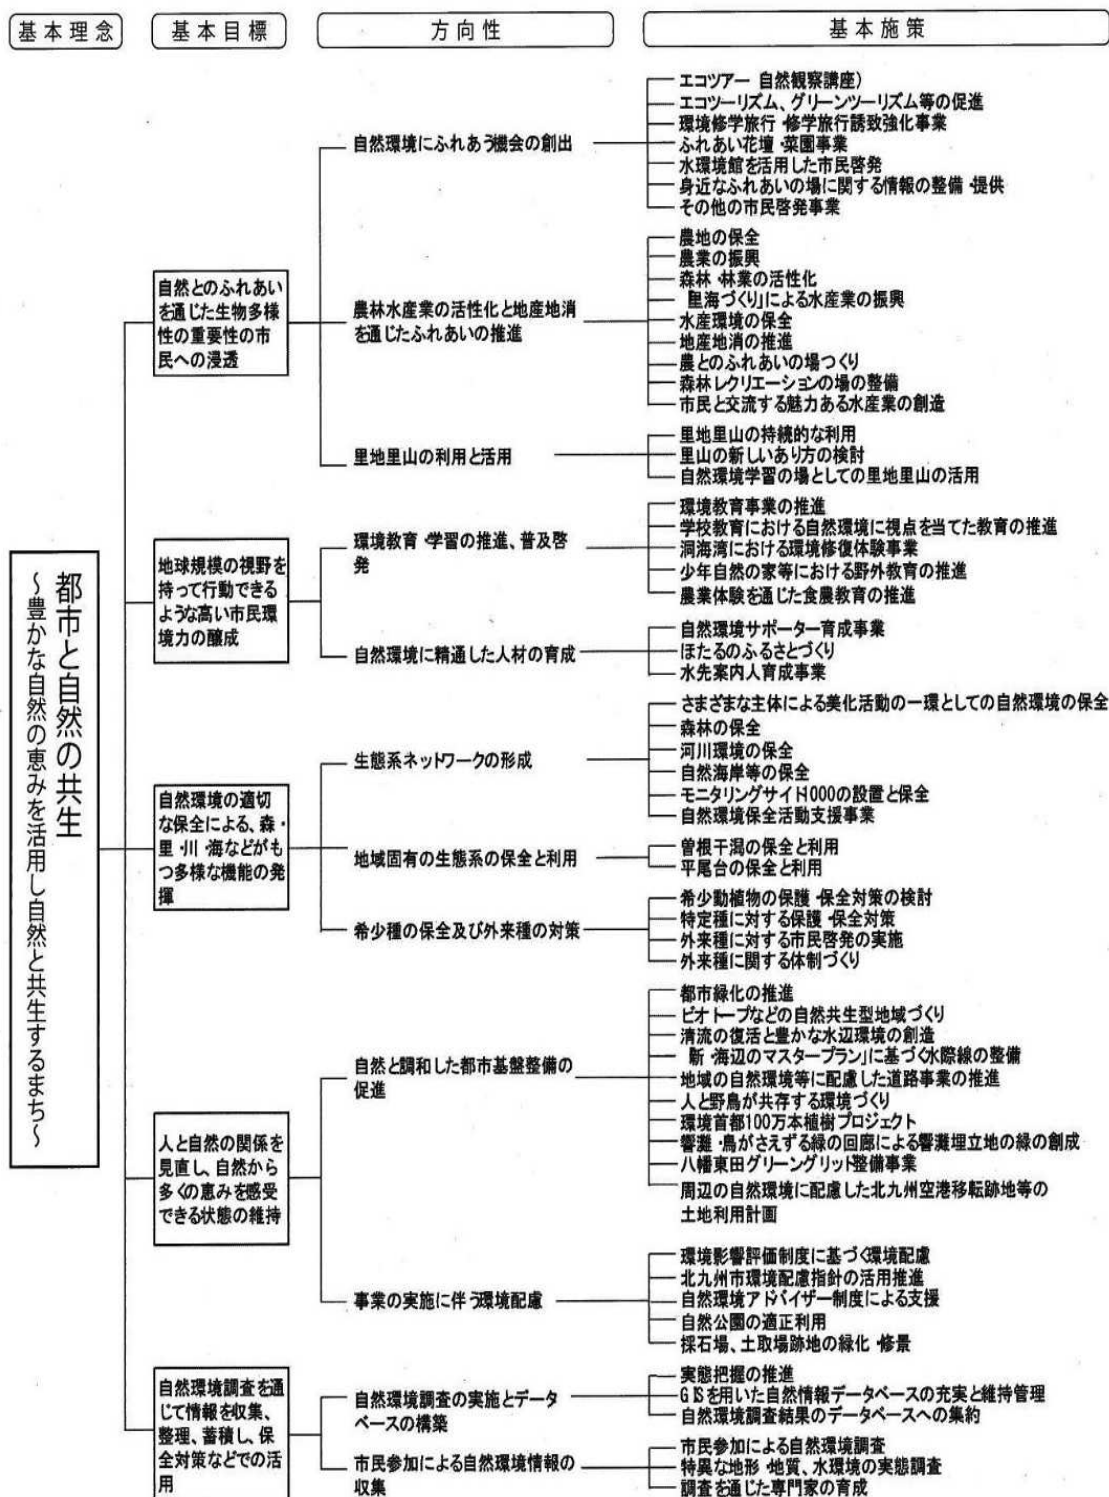 基本理念
基本目標
方向性
基本施策
都市と自然の共生
～豊かな自然の恵みを活用し自然と共生するまち～
自然とのふれあい
を通じた生物多様
性の重要性の市
民への浸透
自然環境にふれあう機会の創出
エコツアー 自然観察講座）
エコツーリズム、グリーンツーリズム等の促進
環境修学旅行・修学旅行誘致強化事業
ふれあい花壇・菜園事業
水環境館を活用した市民啓発
身近なふれあいの場に関する情報の整備・提供
その他の市民啓発事業
農林水産業の活性化と地産地消
を通じたふれあいの推進
農地の保全
農業の振興
森林・林業の活性化
「里海づくり」による水産業の振興
水産環境の保全
地産地消の推進
農とのふれあいの場つくり
森林レクリエーションの場の整備
市民と交流する魅力ある水産業の創造
里地里山の利用と活用
里地里山の持続的な利用
里山の新しいあり方の検討
自然環境学習の場としての里地里山の活用
地球規模の視野を
持って行動できる
ような高い市民環
境力の醸成
環境教育・学習の推進、普及啓
発
環境教育事業の推進
学校教育における自然環境に視点を当てた教育の推進
洞海湾における環境修復体験事業
少年自然の家等における野外教育の推進
農業体験を通じた食農教育の推進
自然環境に精通した人材の育成
自然環境サポーター育成事業
ほたるのふるさとづくり
水先案内人育成事業
自然環境の適切
な保全による、森・
里・川・海などがも
つ多様な機能の発
揮
生態系ネットワークの形成
さまざまな主体による美化活動の一環としての自然環境の保全
森林の保全
河川環境の保全
自然海岸等の保全
モニタリングサイト1000の設置と保全
自然環境保全活動支援事業
地域固有の生態系の保全と利用
曽根干潟の保全と利用
平尾台の保全と利用
希少種の保全及び外来種の対策
希少動植物の保護・保全対策の検討
特定種に対する保護・保全対策
外来種に対する市民啓発の実施
外来種に関する体制づくり
人と自然の関係を
見直し、自然から
多くの恵みを感受
できる状態の維持
自然と調和した都市基盤整備の
促進
都市緑化の推進
ビオトープなどの自然共生型地域づくり
清流の復活と豊かな水辺環境の創造
「新・海辺のマスタープラン」に基づく水際線の整備
地域の自然環境等に配慮した道路事業の推進
人と野鳥が共存する環境づくり
環境首都100万本植樹プロジェクト
響灘・鳥がさえずる緑の回廊による響灘埋立地の緑の創成
八幡東田グリーングリット整備事業
周辺の自然環境に配慮した北九州空港移転跡地等の
土地利用計画
事業の実施に伴う環境配慮
環境影響評価制度に基づく環境配慮
北九州市環境配慮指針の活用推進
自然環境アドバイザー制度による支援
自然公園の適正利用
採石場、土取場跡地の緑化・修景
自然環境調査を通
じて情報を収集、
整理、蓄積し、保
全対策などでの活
用
自然環境調査の実施とデータ
ベースの構築
実態把握の推進
GISを用いた自然情報データベースの充実と維持管理
自然環境調査結果のデータベースへの集約
市民参加による自然環境情報の
収集
市民参加による自然環境調査
特異な地形・地質、水環境の実態調査
調査を通じた専門家の育成